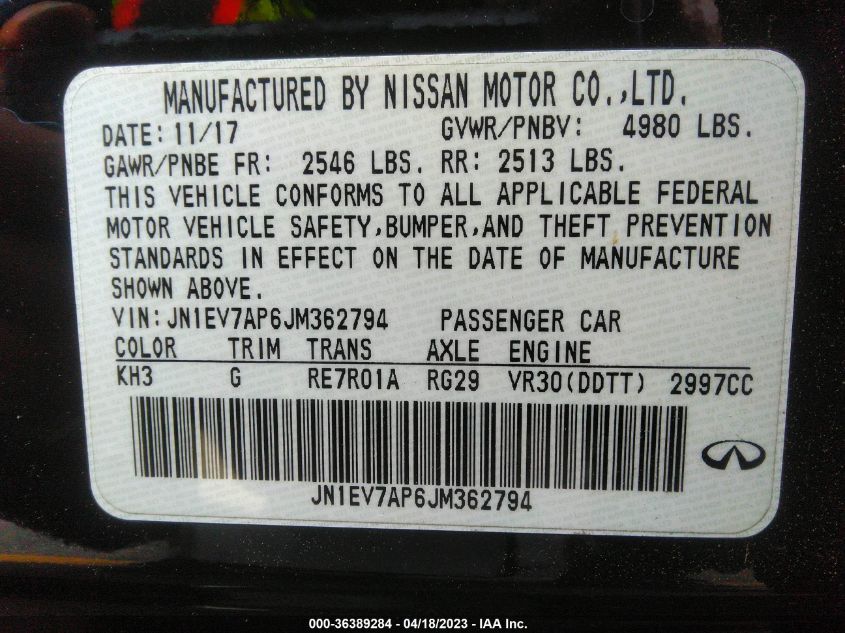 MANUFACTURED BY NISSAN MOTOR CO.,LTD.
DATE: 11/17 GVWR/PNBV: 4980 LBS.
GAWR/PNBE FR: 2546 LBS. RR: 2513 LBS.
THIS VEHICLE CONFORMS TO ALL APPLICABLE FEDERAL
MOTOR VEHICLE SAFETY,BUMPER,AND THEFT PREVENTION
STANDARDS IN EFFECT ON THE DATE OF MANUFACTURE
SHOWN ABOVE.
VIN:JN1EV7AP6JM362794 PASSENGER CAR
COLOR TRIM TRANS AXLE ENGINE
KH3 G RE7R01A RG29 VR30(DDTT) 2997CC
JN1EV7AP6JM362794
000-36389284 - 04/18/2023 - IAA Inc.